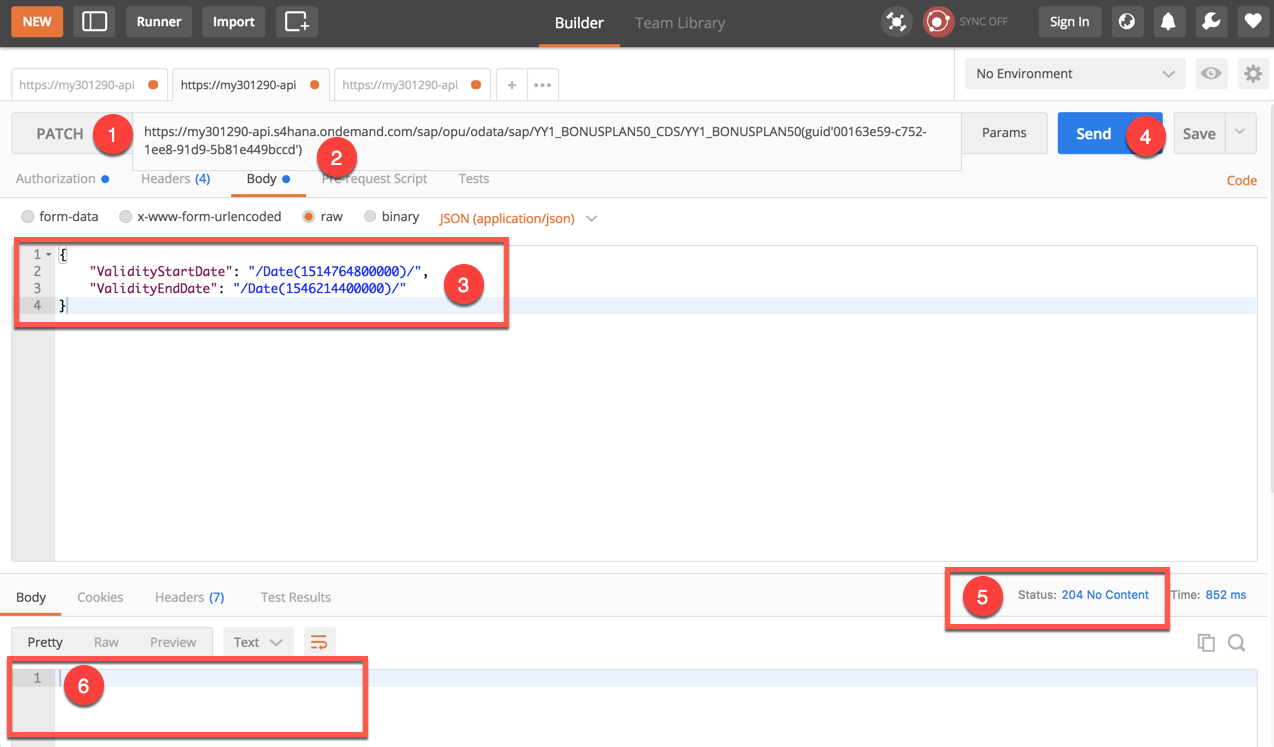 NEW Runner Import Builder Team Library SYNC OFF Sign In
https://my301290-api https://my301290-api https://my301290-api + ••• No Environment
PATCH 1 https://my301290-api.s4hana.ondemand.com/sap/opu/odata/sap/YY1_BONUSPLAN50_CDS/YY1_BONUSPLAN50(guid'00163e59-c752- Params Send 4 Save
1ee8-91d9-5b81e449bccd') 2
Authorization Headers (4) Body Pre-request Script Tests Code
form-data x-www-form-urlencoded raw binary JSON (application/json)
1 {
2 "ValidityStartDate": "/Date(1514764800000)/", 3
3 "ValidityEndDate": "/Date(1546214400000)/"
4 }
Body Cookies Headers (7) Test Results 5 Status: 204 No Content Time: 852 ms
Pretty Raw Preview Text
1 6